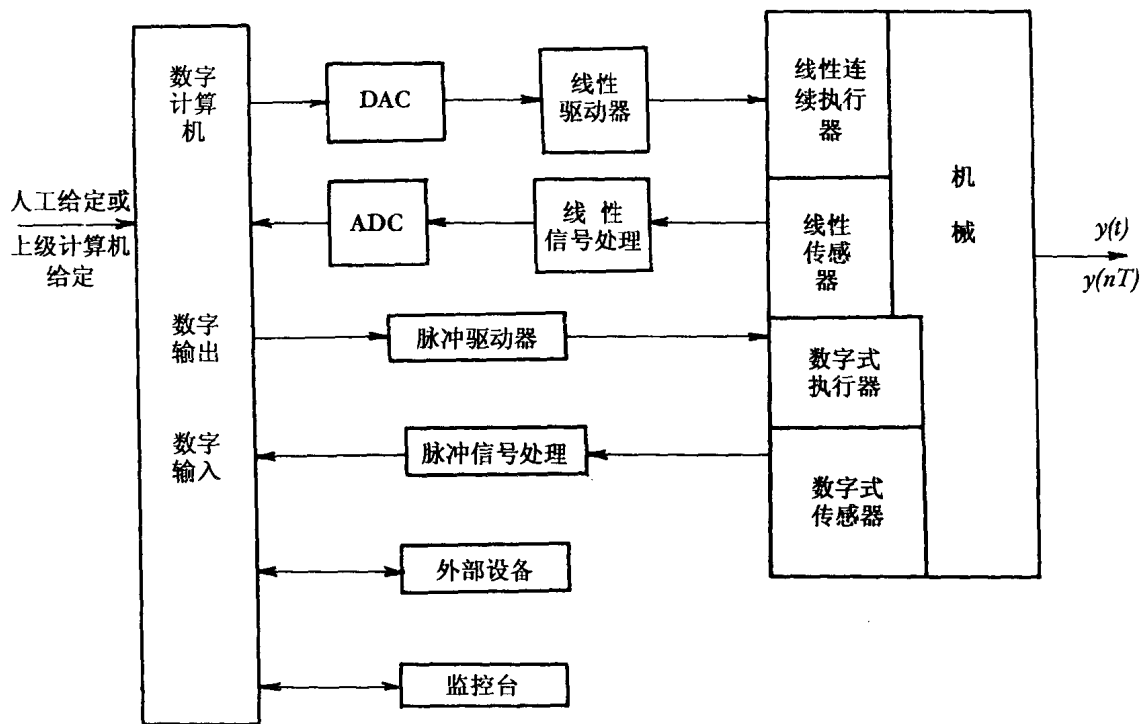 数字
计算
机
DAC
线性
驱动器
线性连
续执行
器
机
械
人工给定或
上级计算机
给定
ADC
线 性
信号处理
线性
传感
器
y(t)
y(nT)
数字
输出
脉冲驱动器
数字式
执行器
数字
输入
脉冲信号处理
数字式
传感器
外部设备
监控台